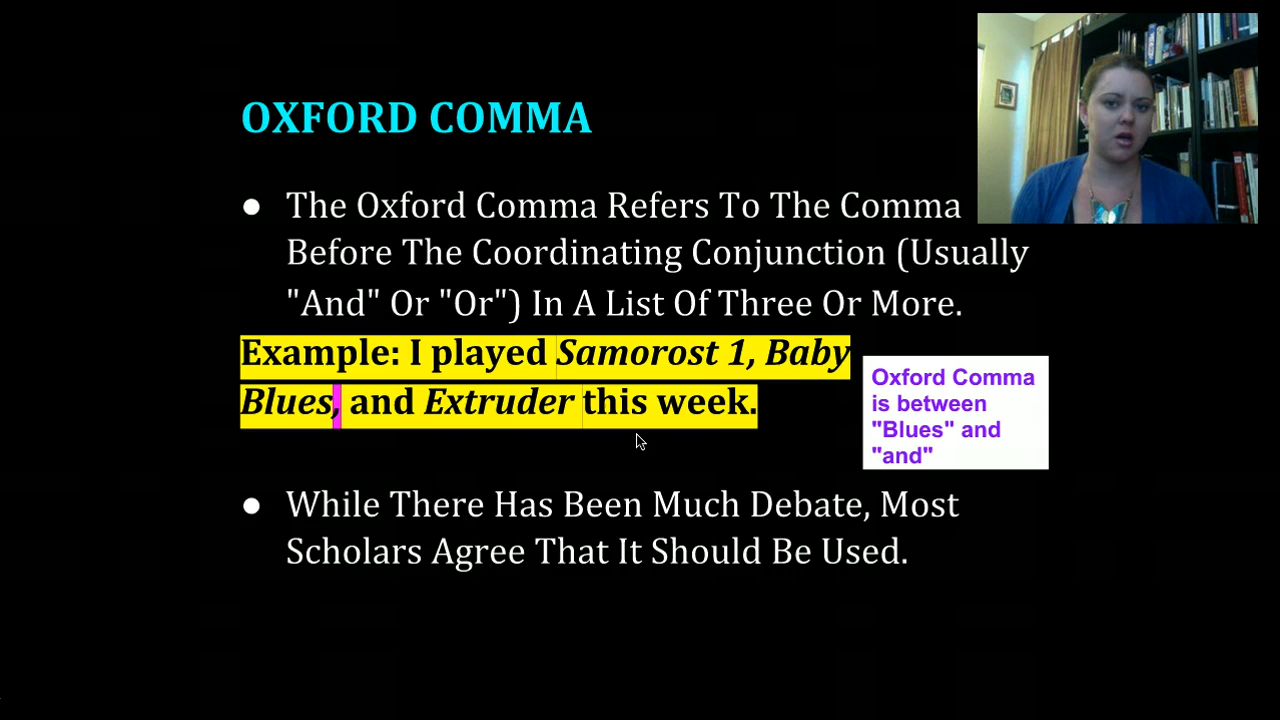 OXFORD COMMA
● The Oxford Comma Refers To The Comma
Before The Coordinating Conjunction (Usually
"And" Or "Or") In A List Of Three Or More.
Example: I played Samorost 1, Baby
Blues, and Extruder this week.
Oxford Comma
is between
"Blues" and
"and"
● While There Has Been Much Debate, Most
Scholars Agree That It Should Be Used.